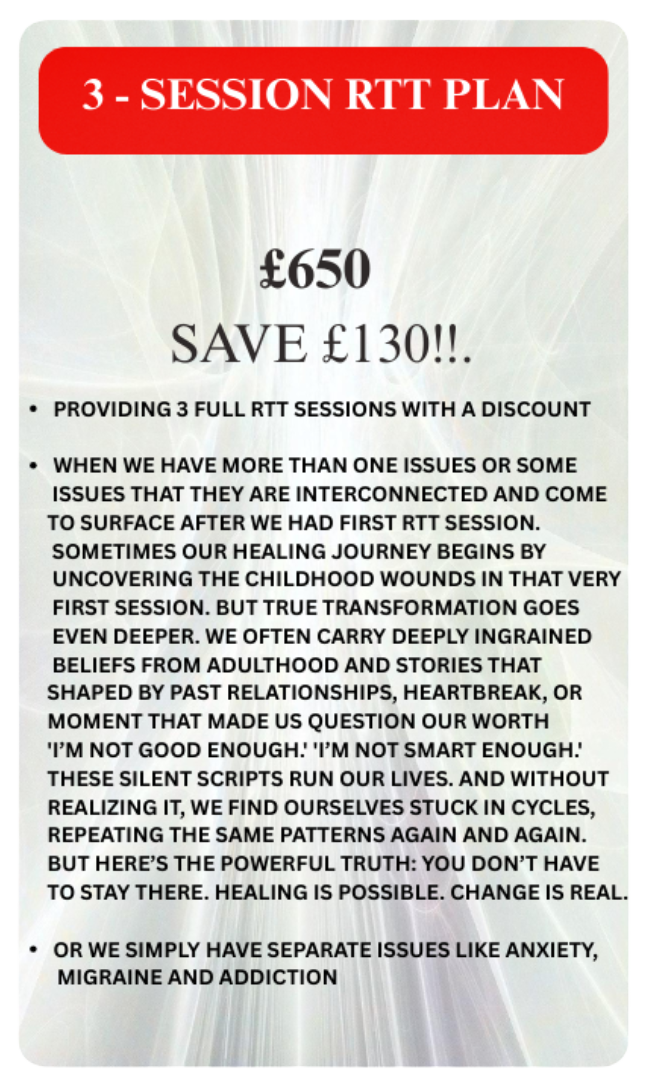 3 - SESSION RTT PLAN
£650
SAVE £130!!.
• PROVIDING 3 FULL RTT SESSIONS WITH A DISCOUNT
• WHEN WE HAVE MORE THAN ONE ISSUES OR SOME
ISSUES THAT THEY ARE INTERCONNECTED AND COME
TO SURFACE AFTER WE HAD FIRST RTT SESSION.
SOMETIMES OUR HEALING JOURNEY BEGINS BY
UNCOVERING THE CHILDHOOD WOUNDS IN THAT VERY
FIRST SESSION. BUT TRUE TRANSFORMATION GOES
EVEN DEEPER. WE OFTEN CARRY DEEPLY INGRAINED
BELIEFS FROM ADULTHOOD AND STORIES THAT
SHAPED BY PAST RELATIONSHIPS, HEARTBREAK, OR
MOMENT THAT MADE US QUESTION OUR WORTH
'I’M NOT GOOD ENOUGH.' 'I’M NOT SMART ENOUGH.'
THESE SILENT SCRIPTS RUN OUR LIVES. AND WITHOUT
REALIZING IT, WE FIND OURSELVES STUCK IN CYCLES,
REPEATING THE SAME PATTERNS AGAIN AND AGAIN.
BUT HERE’S THE POWERFUL TRUTH: YOU DON’T HAVE
TO STAY THERE. HEALING IS POSSIBLE. CHANGE IS REAL.
• OR WE SIMPLY HAVE SEPARATE ISSUES LIKE ANXIETY,
MIGRAINE AND ADDICTION